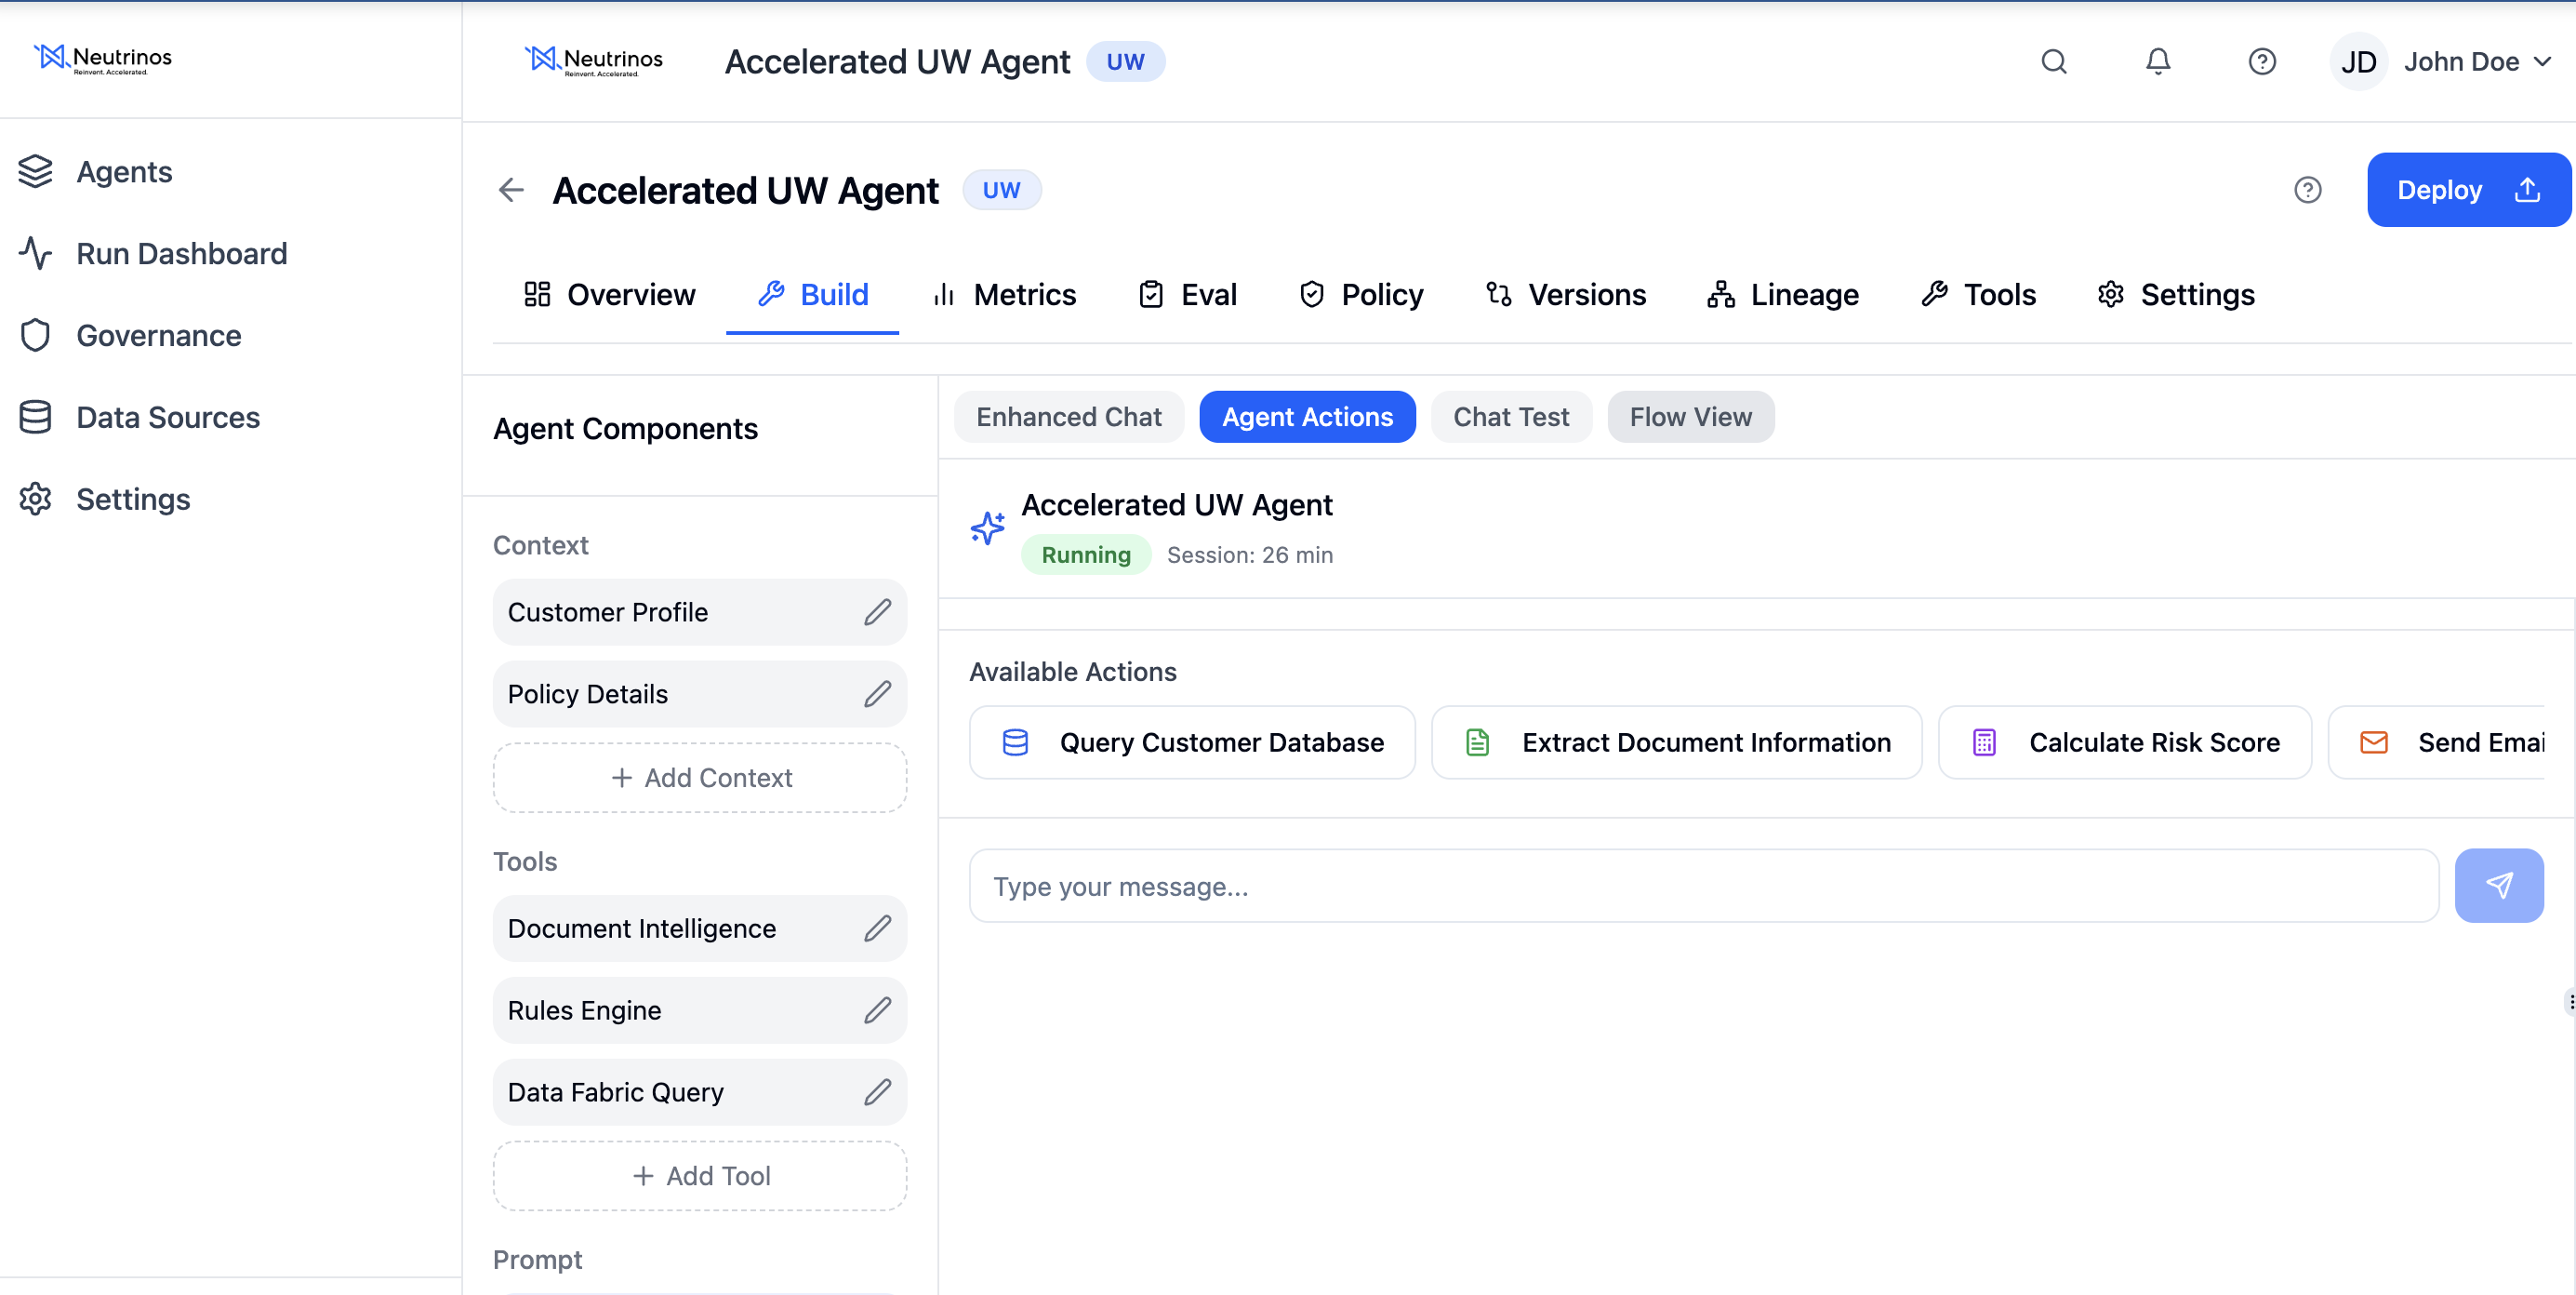 Neutrinos
Reinvent. Accelerated.
Agents
Run Dashboard
Governance
Data Sources
Settings
Neutrinos
Reinvent. Accelerated.
Accelerated UW Agent UW
JD John Doe
Accelerated UW Agent UW
Deploy
Overview Build Metrics Eval Policy Versions Lineage Tools Settings
Agent Components
Context
Customer Profile
Policy Details
+ Add Context
Tools
Document Intelligence
Rules Engine
Data Fabric Query
+ Add Tool
Prompt
Enhanced Chat Agent Actions Chat Test Flow View
Accelerated UW Agent
Running Session: 26 min
Available Actions
Query Customer Database Extract Document Information Calculate Risk Score Send Emai
Type your message...